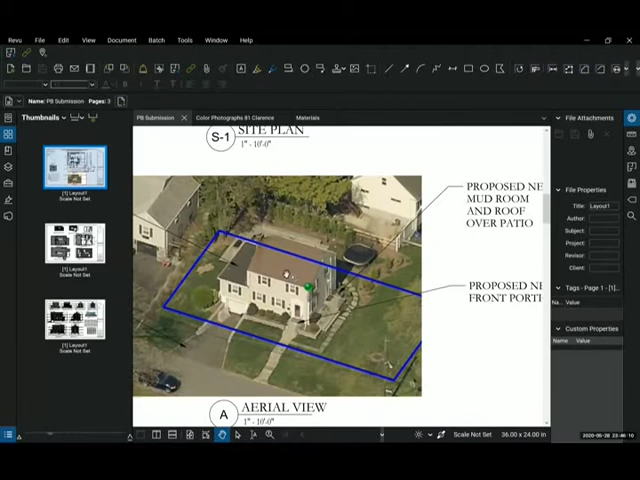 Revu File Edit View Document Batch Tools Window Help
Name: PB Submission Pages: 3
Thumbnails
PB Submission Color Photographs 81 Clarence Materials
File Attachments
[1] Layout1
Scale Not Set
[2] Layout1
Scale Not Set
[3] Layout1
Scale Not Set
S-1 SITE PLAN
1" - 10'-0"
PROPOSED NE
MUD ROOM
AND ROOF
OVER PATIO
PROPOSED NE
FRONT PORTI
A AERIAL VIEW
1" - 10'-0"
File Properties
Title: Layout1
Author:
Subject:
Project:
Revisor:
Client:
Tags - Page 1 - [1]
Value
Custom Properties
Name Value
Scale Not Set 36.00 x 24.00 in